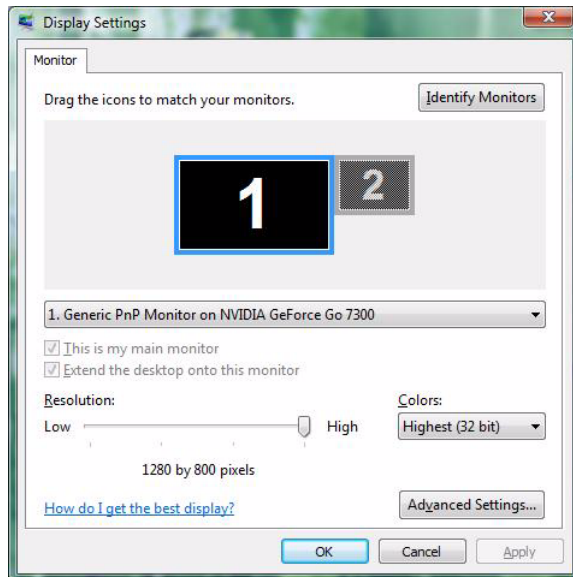 Display Settings
Monitor
Drag the icons to match your monitors.
Identify Monitors
1
2
1. Generic PnP Monitor on NVIDIA GeForce Go 7300
This is my main monitor
Extend the desktop onto this monitor
Resolution:
Colors:
Low
High
Highest (32 bit)
1280 by 800 pixels
How do I get the best display?
Advanced Settings...
OK
Cancel
Apply